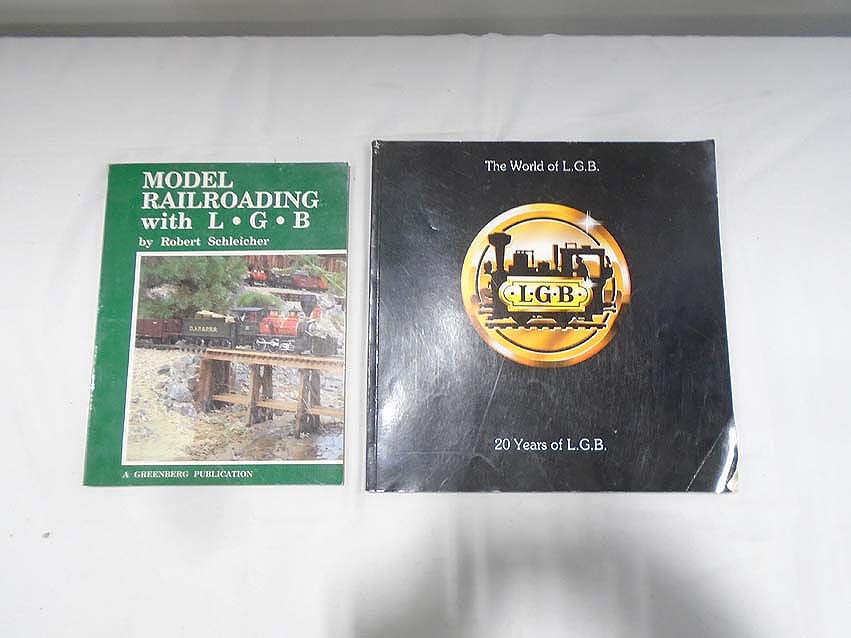 MODEL
RAILROADING
with L • G • B
by Robert Schleicher
A GREENBERG PUBLICATION
The World of L.G.B.
L·G·B
20 Years of L.G.B.